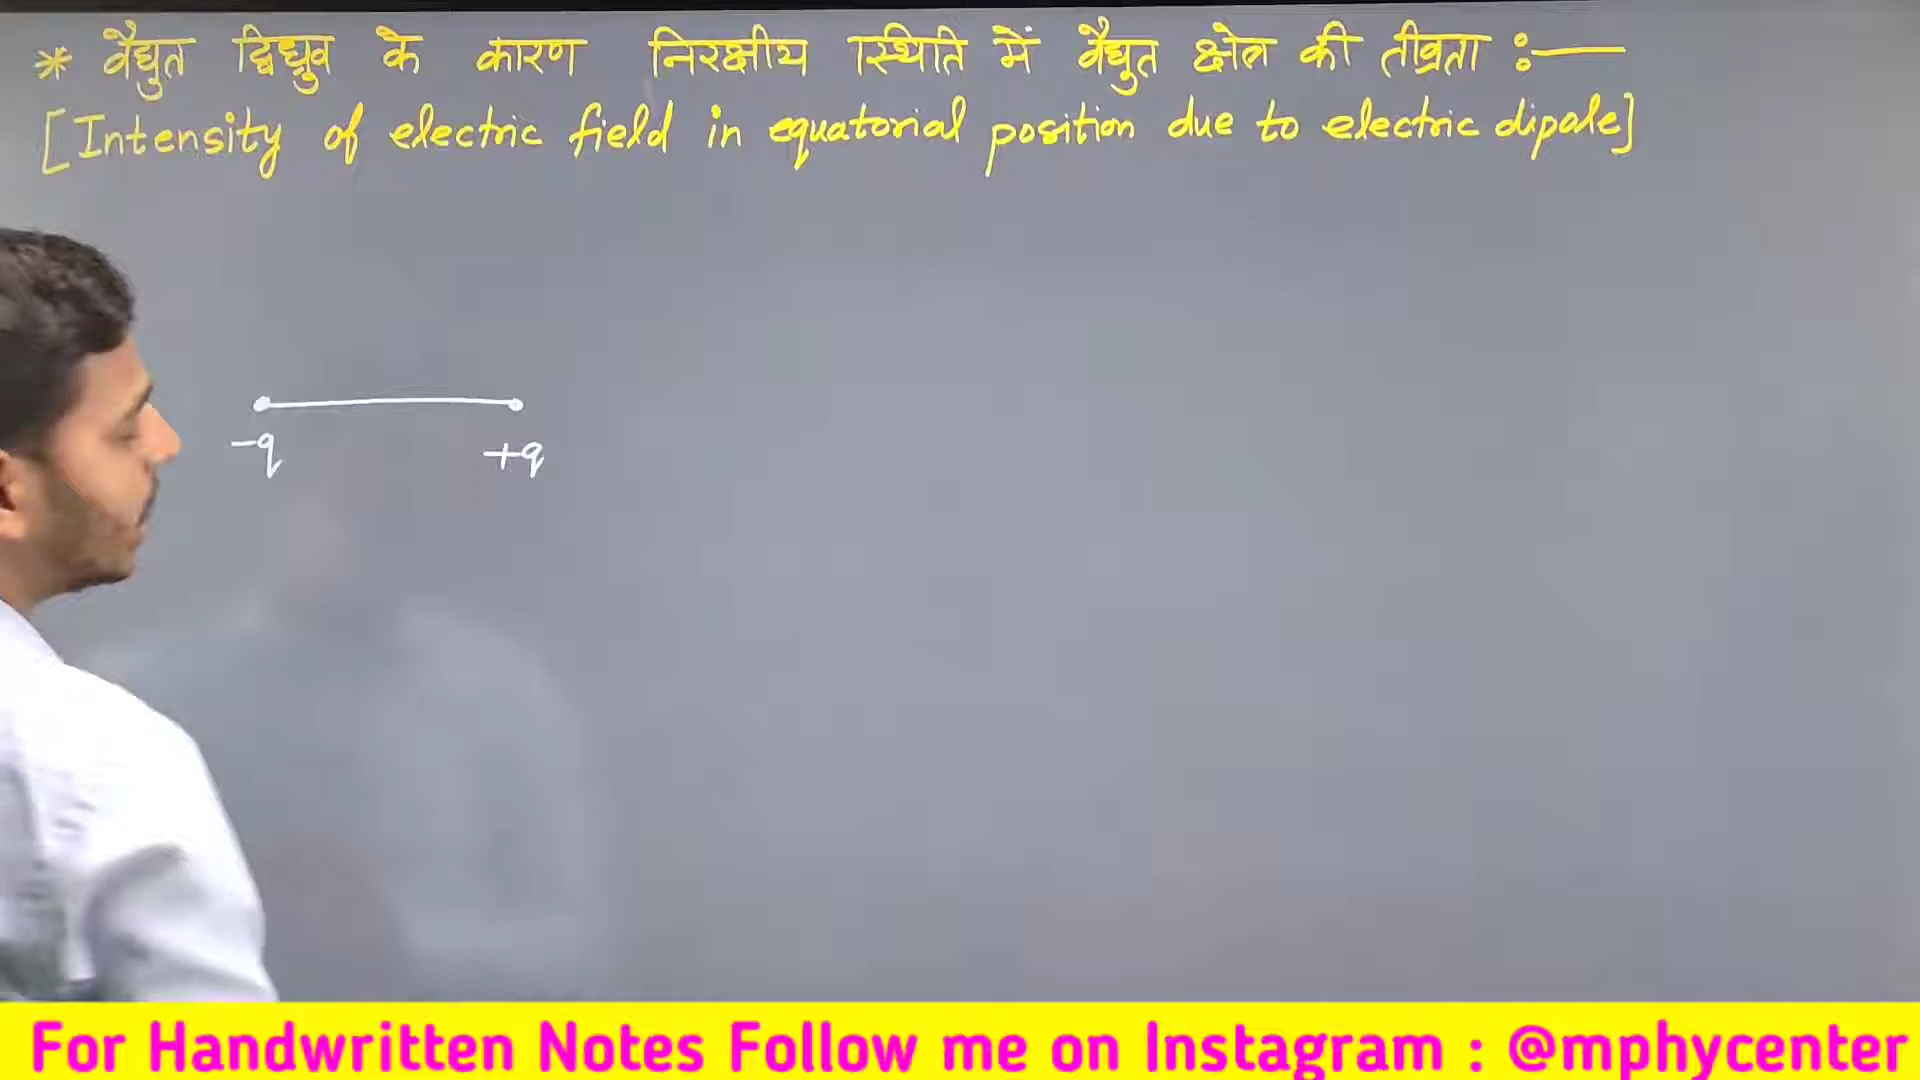 * वैद्युत द्विध्रुव के कारण निरक्षीय स्थिति में वैद्युत क्षेत्र की तीव्रता :—
[Intensity of electric field in equatorial position due to electric dipole]
-q +q
For Handwritten Notes Follow me on Instagram : @mphycenter